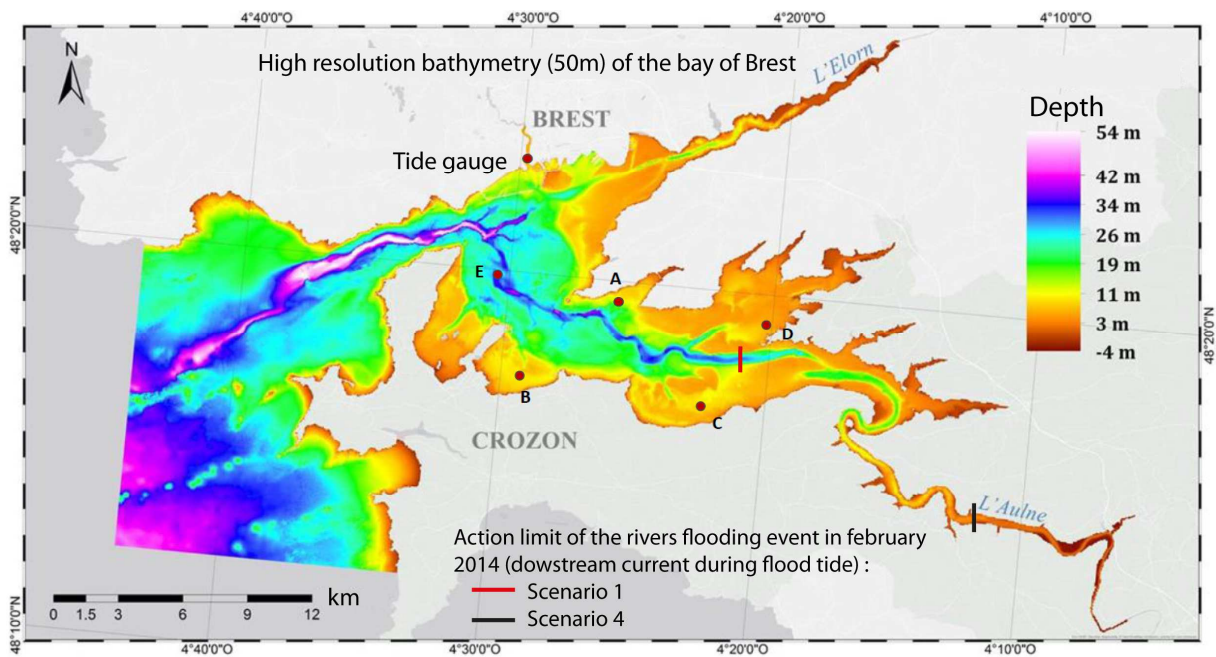 4°40'0"O 4°30'0"O 4°20'0"O 4°10'0"O
N
High resolution bathymetry (50m) of the bay of Brest
L'Elorn
BREST
Tide gauge
Depth
54 m
42 m
34 m
26 m
19 m
11 m
3 m
-4 m
48°20'0"N
48°20'0"N
E
A
D
B
C
CROZON
L'Aulne
Action limit of the rivers flooding event in february
2014 (dowstream current during flood tide) :
Scenario 1
Scenario 4
0 1.5 3 6 9 12 km
48°10'0"N
4°40'0"O 4°30'0"O 4°20'0"O 4°10'0"O